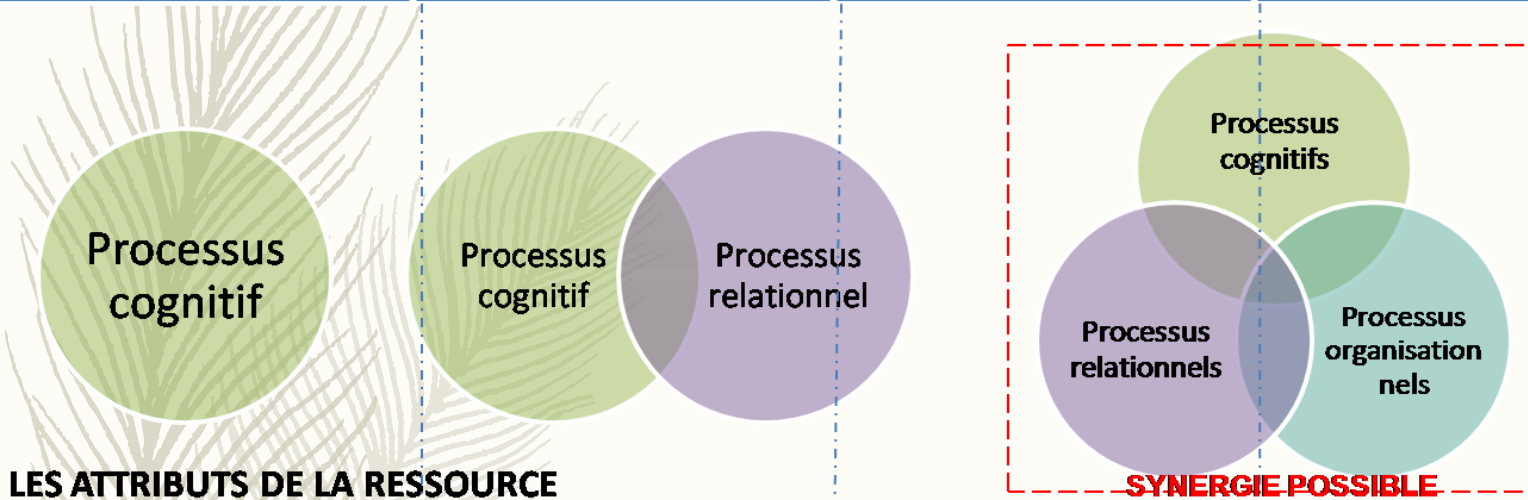 Processus
cognitif
Processus
cognitif
Processus
relationnel
Processus
cognitifs
Processus
relationnels
Processus
organisation
nels
LES ATTRIBUTS DE LA RESSOURCE
SYNERGIE POSSIBLE